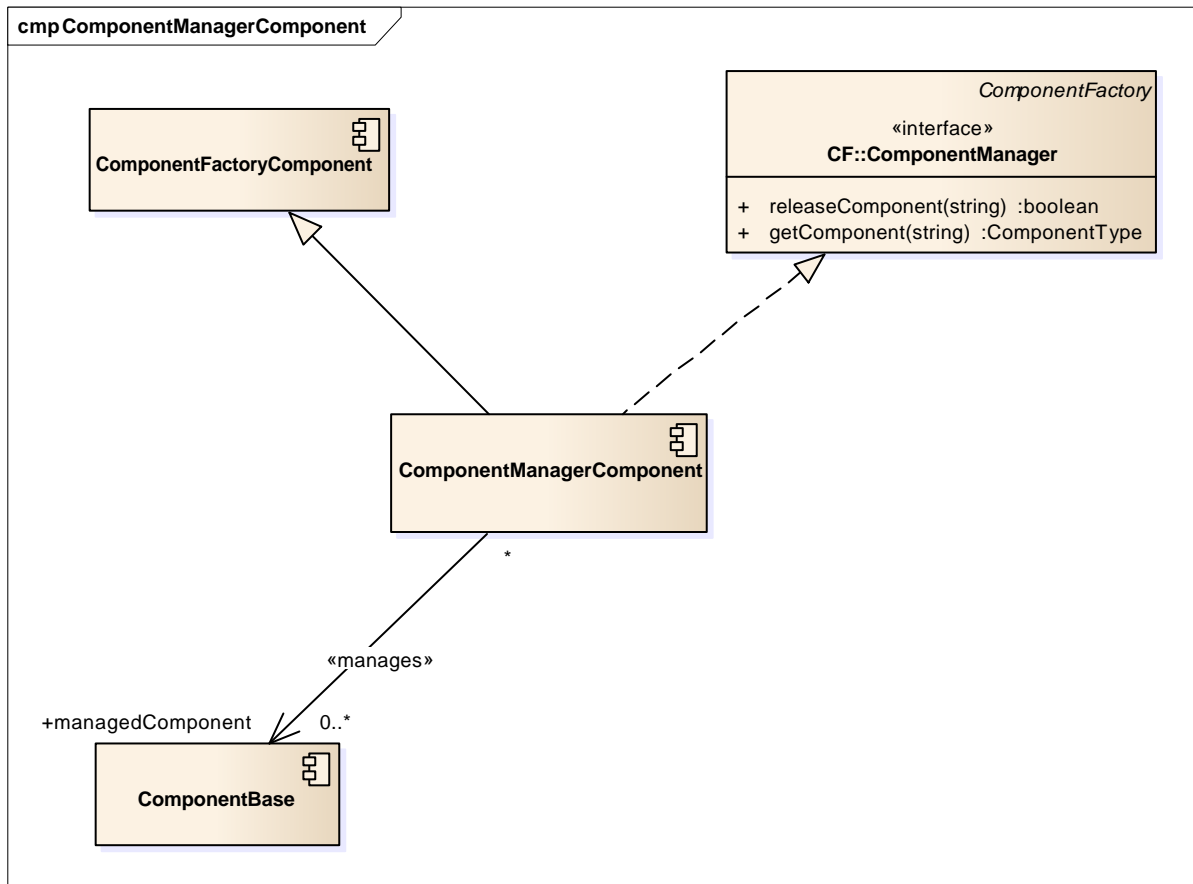 cmp ComponentManagerComponent
ComponentFactory
«interface»
CF::ComponentManager
+ releaseComponent(string) :boolean
+ getComponent(string) :ComponentType
ComponentFactoryComponent
ComponentManagerComponent
*
«manages»
+managedComponent 0..*
ComponentBase